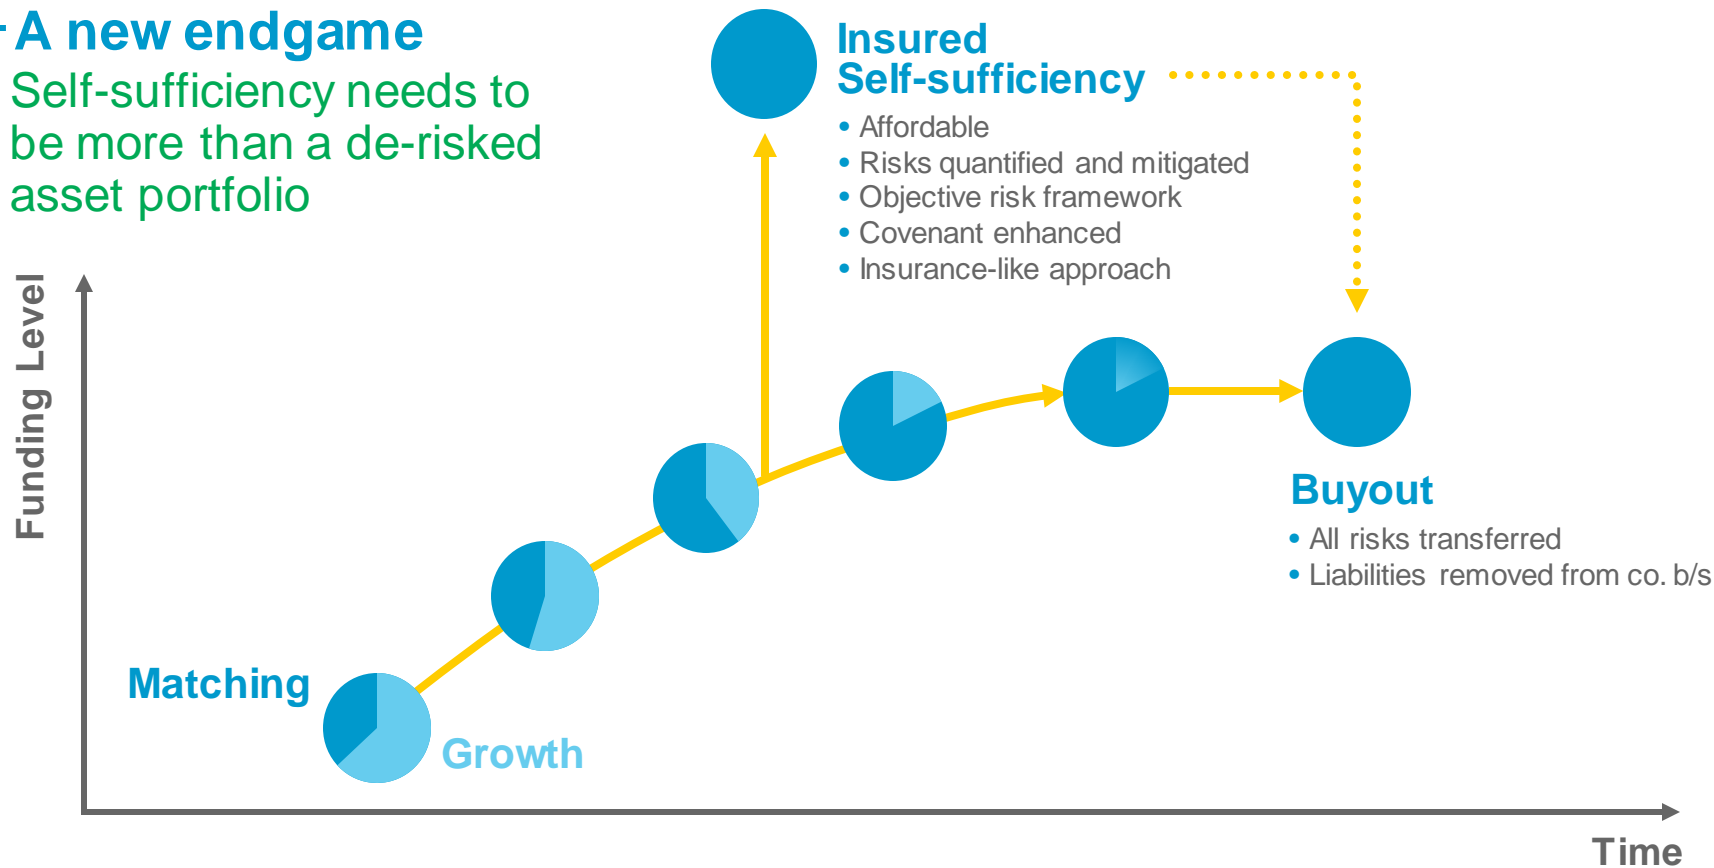 A new endgame
Self-sufficiency needs to
be more than a de-risked
asset portfolio
Insured
Self-sufficiency
• Affordable
• Risks quantified and mitigated
• Objective risk framework
• Covenant enhanced
• Insurance-like approach
Funding Level
Buyout
• All risks transferred
• Liabilities removed from co. b/s
Matching
Growth
Time